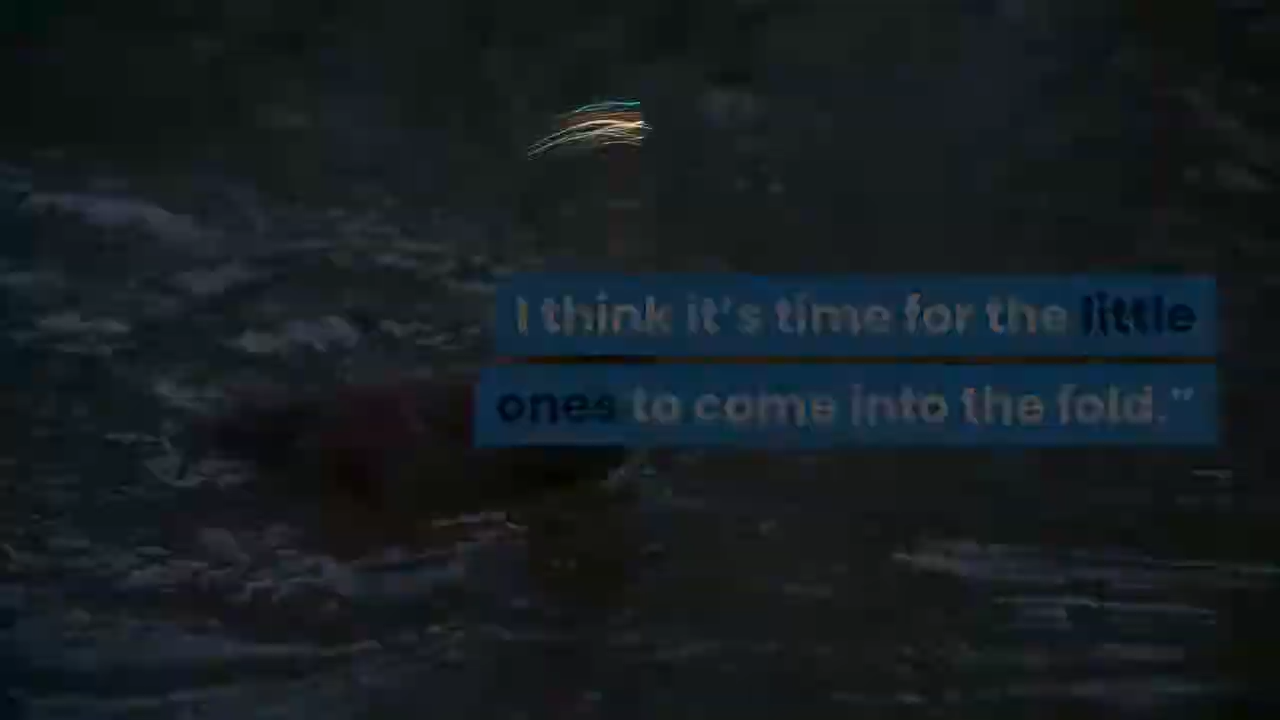 I think it's time for the little
ones to come into the fold.”